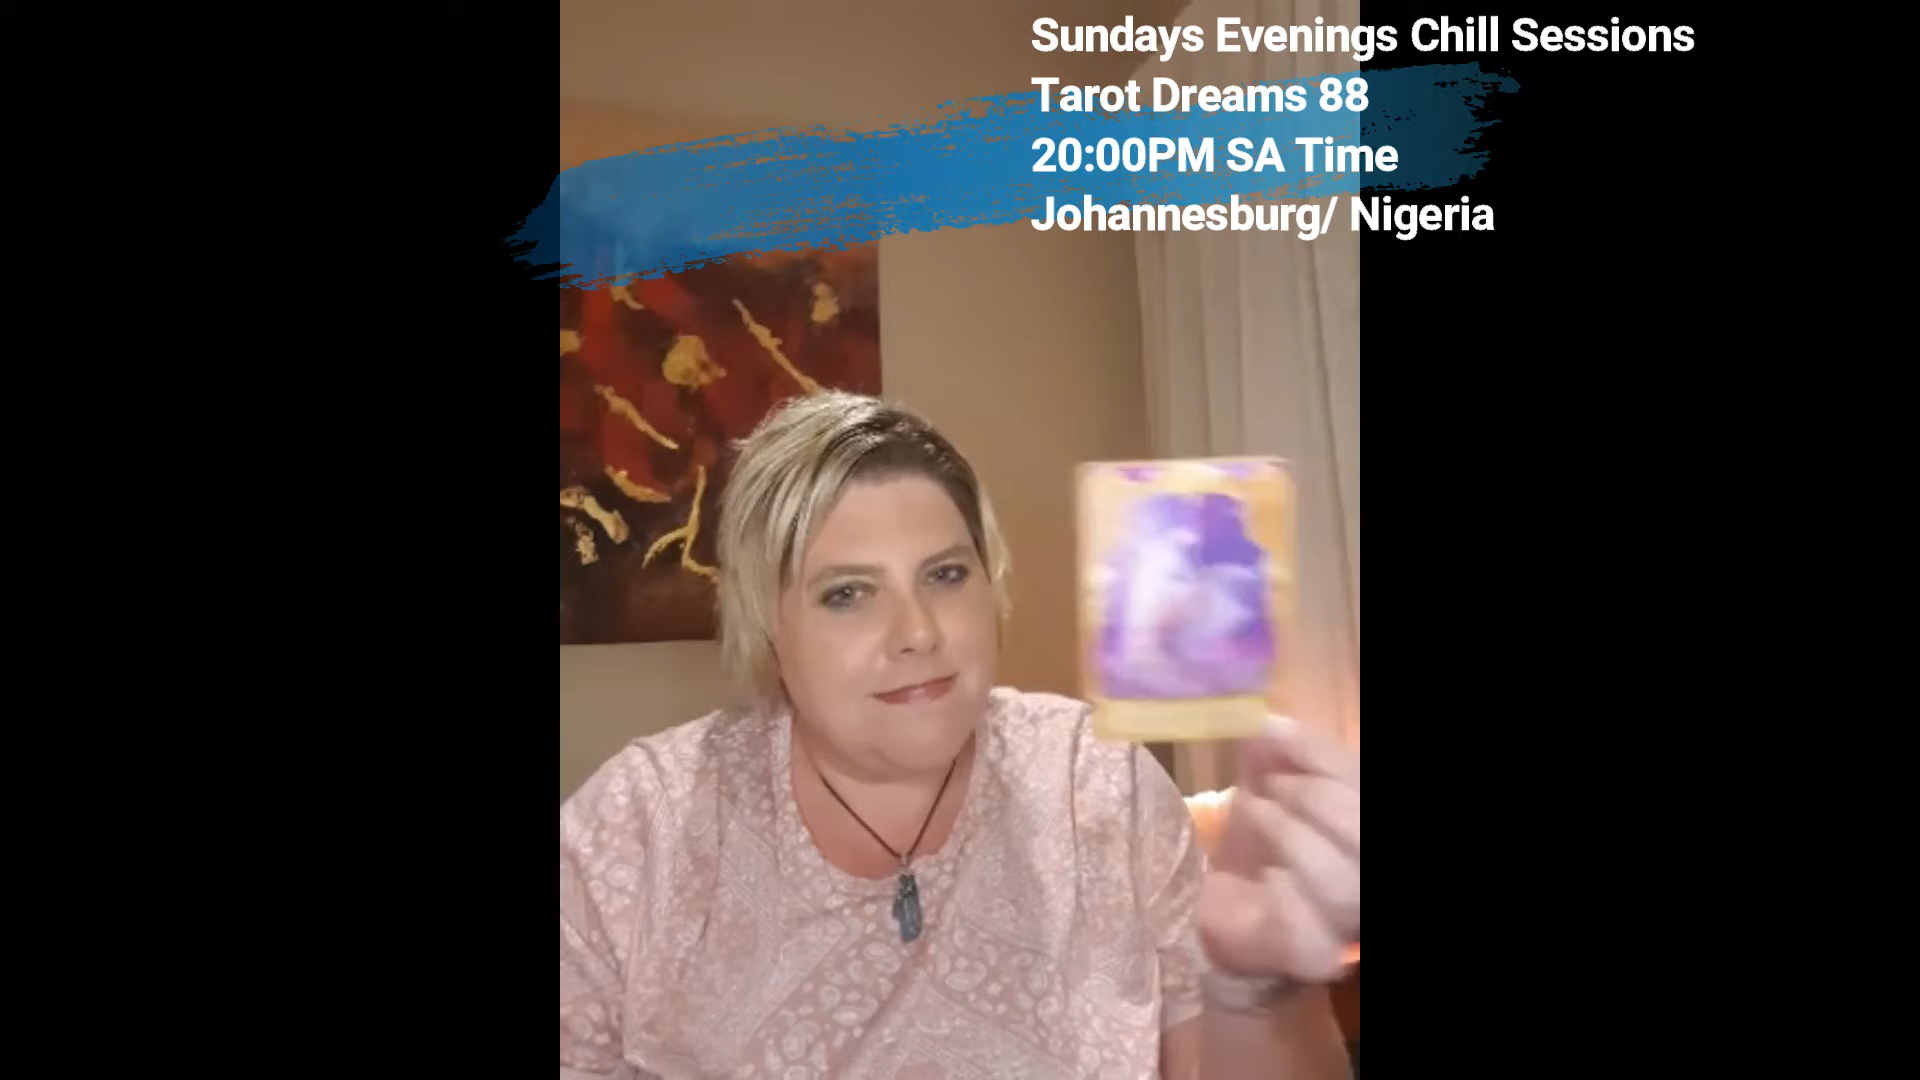 Sundays Evenings Chill Sessions
Tarot Dreams 88
20:00PM SA Time
Johannesburg/ Nigeria